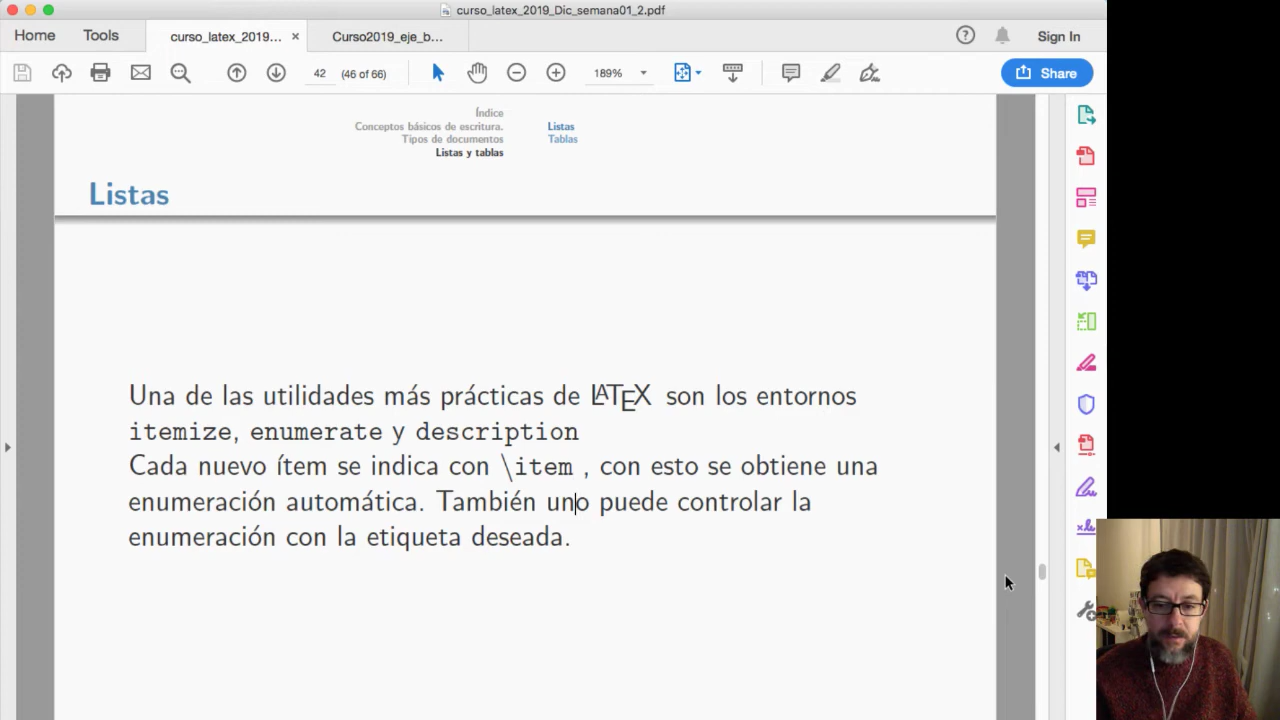 curso_latex_2019_Dic_semana01_2.pdf
Home Tools curso_latex_2019... × Curso2019_eje_b... Sign In
42 (46 of 66) 189% Share
Índice
Conceptos básicos de escritura. Listas
Tipos de documentos Tablas
Listas y tablas
Listas
Una de las utilidades más prácticas de LATEX son los entornos
itemize, enumerate y description
Cada nuevo ítem se indica con \item , con esto se obtiene una
enumeración automática. También uno puede controlar la
enumeración con la etiqueta deseada.